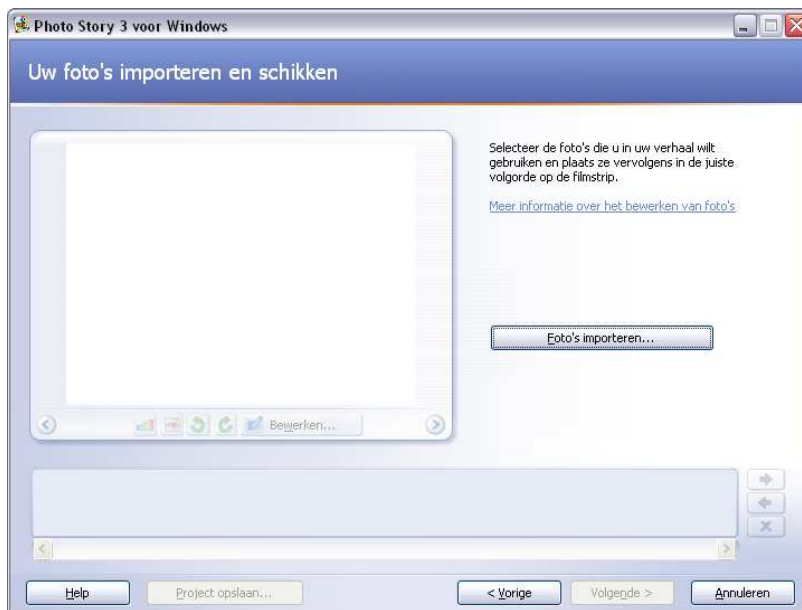 Photo Story 3 voor Windows
Uw foto's importeren en schikken
Selecteer de foto's die u in uw verhaal wilt
gebruiken en plaats ze vervolgens in de juiste
volgorde op de filmstrip.
Meer informatie over het bewerken van foto's
Foto's importeren...
Bewerken...
Help
Project opslaan...
< Vorige
Volgende >
Annuleren